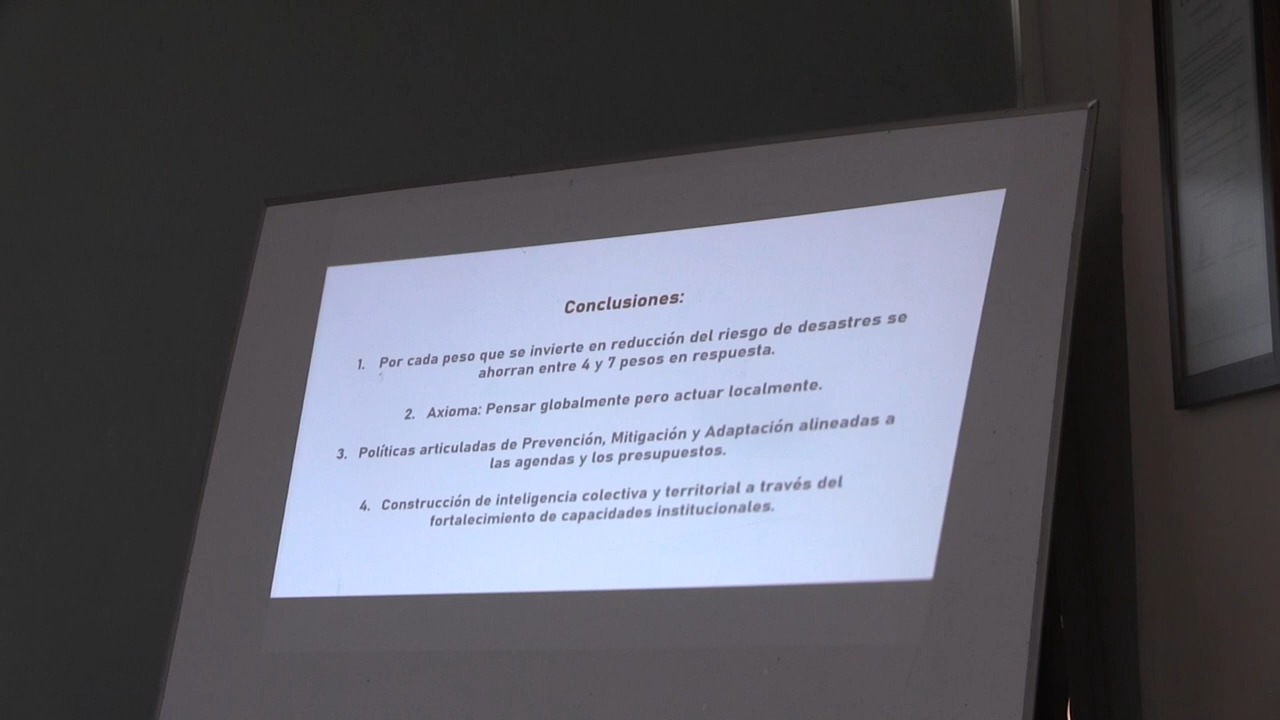 Conclusiones:
1. Por cada peso que se invierte en reducción del riesgo de desastres se
ahorran entre 4 y 7 pesos en respuesta.
2. Axioma: Pensar globalmente pero actuar localmente.
3. Políticas articuladas de Prevención, Mitigación y Adaptación alineadas a
las agendas y los presupuestos.
4. Construcción de inteligencia colectiva y territorial a través del
fortalecimiento de capacidades institucionales.